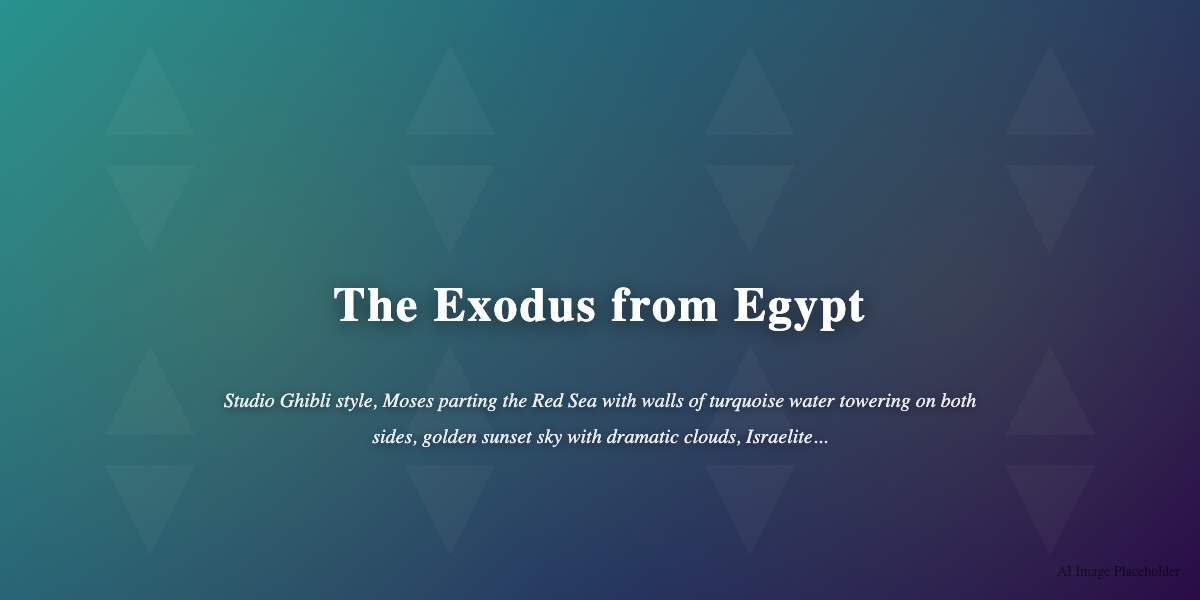 The Exodus from Egypt
Studio Ghibli style, Moses parting the Red Sea with walls of turquoise water towering on both
sides, golden sunset sky with dramatic clouds, Israelite...
AI Image Placeholder